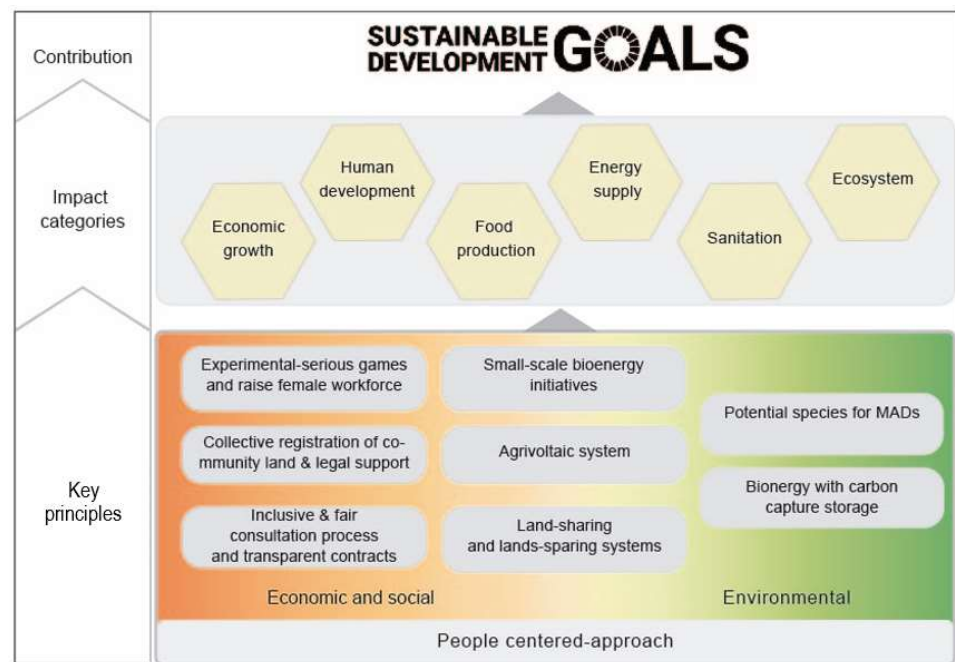 Contribution
SUSTAINABLE
DEVELOPMENT
GOALS
Impact
categories
Economic
growth
Human
development
Food
production
Energy
supply
Sanitation
Ecosystem
Key
principles
Experimental-serious games
and raise female workforce
Collective registration of co-
mmunity land & legal support
Inclusive & fair
consultation process
and transparent contracts
Small-scale bioenergy
initiatives
Agrivoltaic system
Land-sharing
and lands-sparing systems
Potential species for MADs
Bionergy with carbon
capture storage
Economic and social
Environmental
People centered-approach